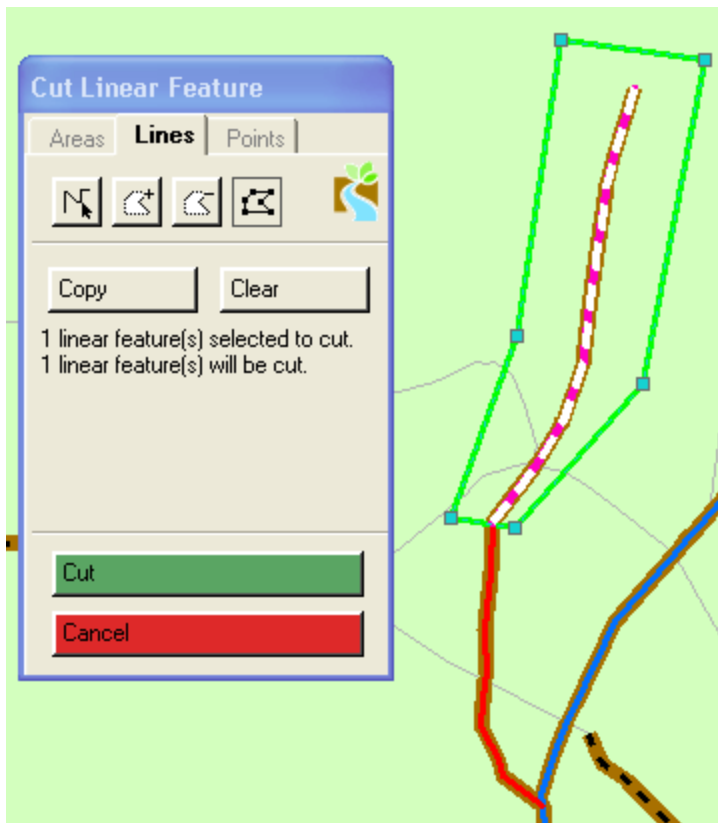 Cut Linear Feature
Areas Lines Points
Copy Clear
1 linear feature(s) selected to cut.
1 linear feature(s) will be cut.
Cut
Cancel